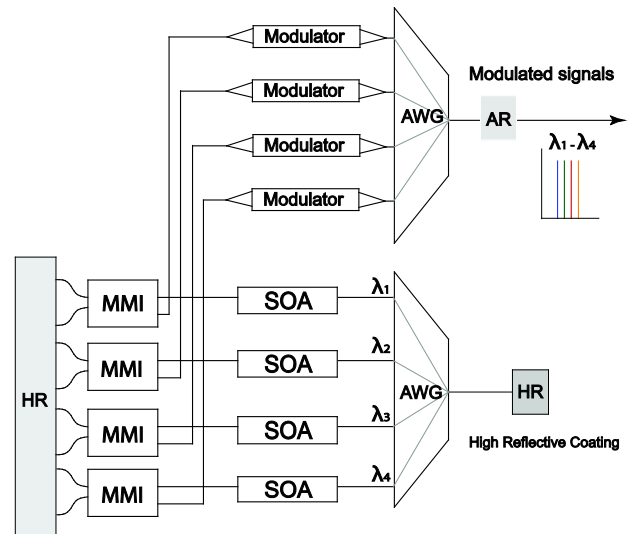 Modulator
Modulator
Modulator
Modulator
AWG
AR
Modulated signals
λ1 - λ4
HR
MMI
MMI
MMI
MMI
SOA
SOA
SOA
SOA
λ1
λ2
λ3
λ4
AWG
HR
High Reflective Coating